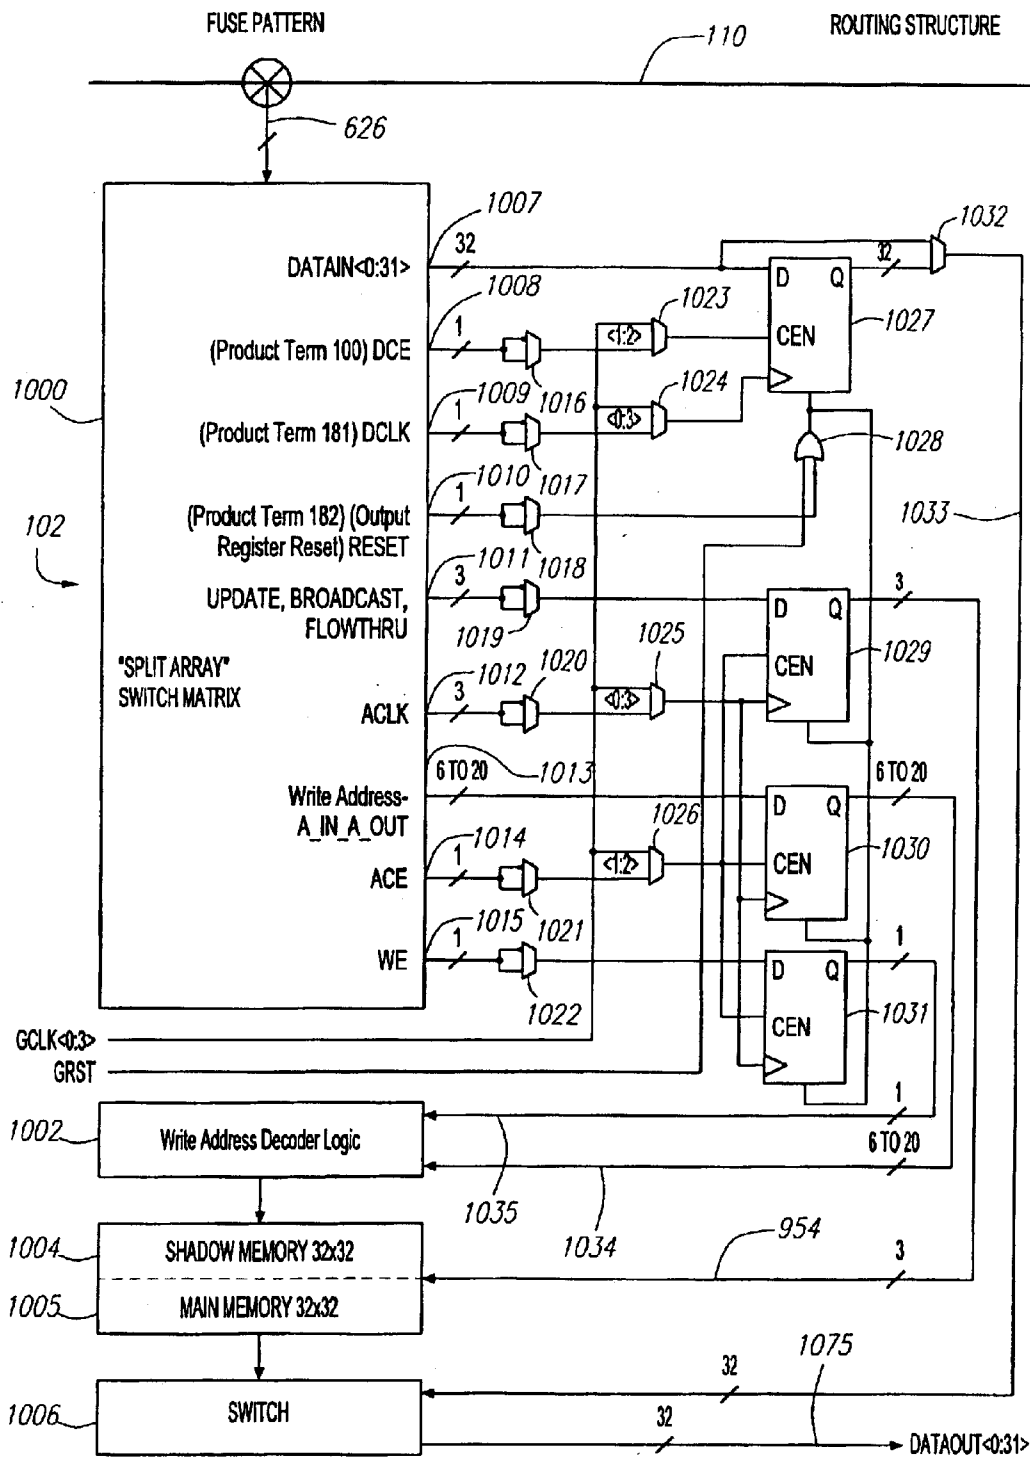 FUSE PATTERN
110
ROUTING STRUCTURE
626
1007
32
DATAIN<0:31>
1008
1
(Product Term 100) DCE
1016
1009
1
(Product Term 181) DCLK
1017
1010
1
(Product Term 182) (Output
Register Reset) RESET
1018
1011
3
UPDATE, BROADCAST,
FLOWTHRU
1019
1012
3
ACLK
1020
"SPLIT ARRAY"
SWITCH MATRIX
1000
102
6 TO 20
1013
Write Address-
A_IN_A_OUT
1014
1
ACE
1021
1015
1
WE
1022
1023
<1:2>
1024
<0:3>
1025
<0:3>
1026
<1:2>
D Q
CEN
1027
32
1032
1028
1033
D Q
CEN
1029
3
D Q
CEN
1030
6 TO 20
D Q
CEN
1031
1
GCLK<0:3>
GRST
1002
Write Address Decoder Logic
1
1035
6 TO 20
1034
1004
SHADOW MEMORY 32x32
954
3
1005
MAIN MEMORY 32x32
1006
SWITCH
32
1075
32
DATAOUT<0:31>